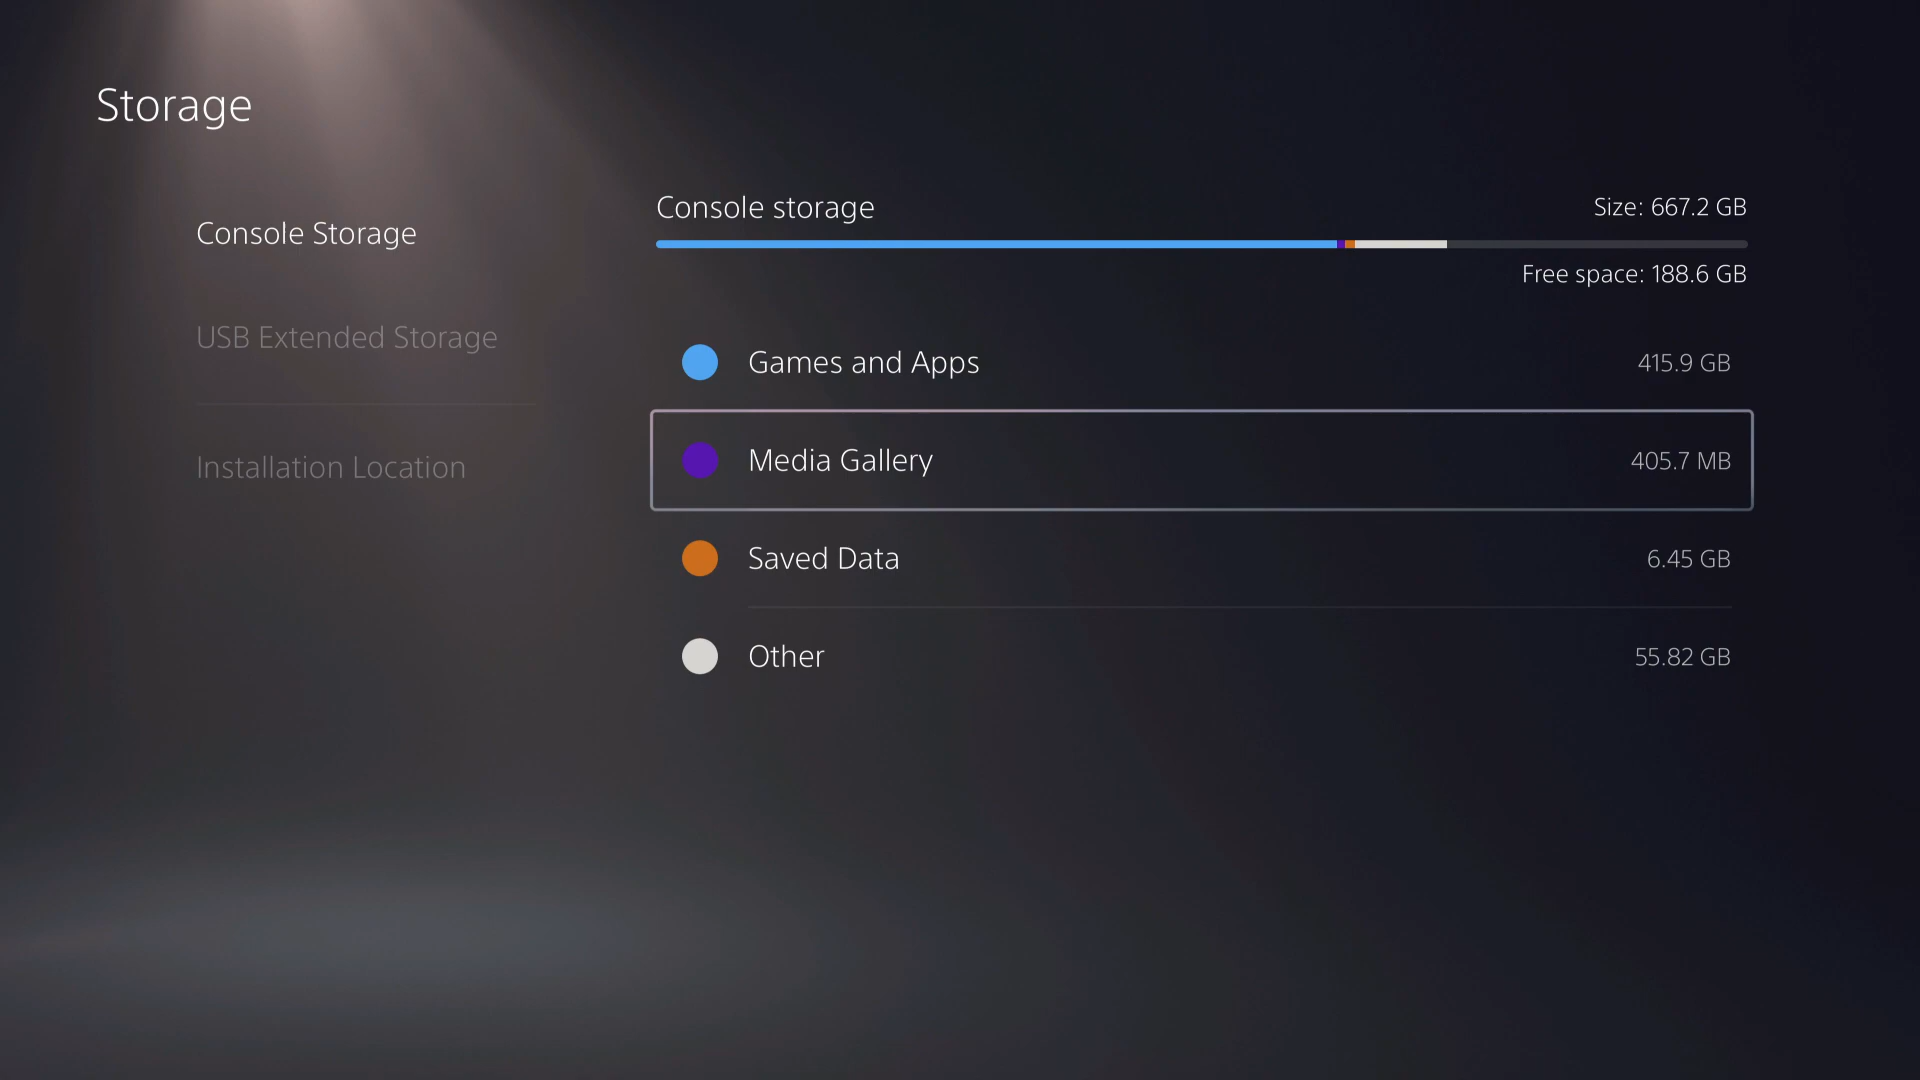 Storage
Console Storage
USB Extended Storage
Installation Location
Console storage
Size: 667.2 GB
Free space: 188.6 GB
Games and Apps
415.9 GB
Media Gallery
405.7 MB
Saved Data
6.45 GB
Other
55.82 GB